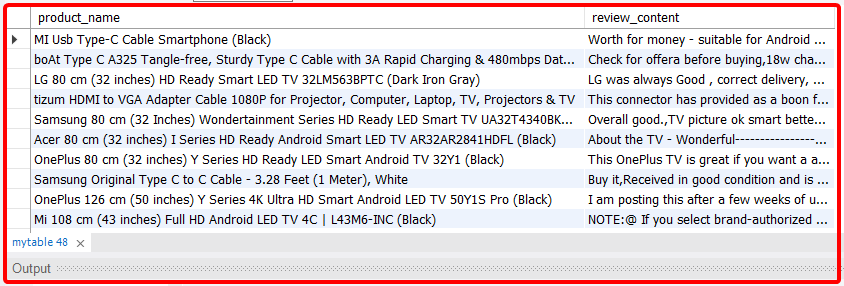 product_name review_content
MI Usb Type-C Cable Smartphone (Black) Worth for money - suitable for Android ...
boAt Type C A325 Tangle-free, Sturdy Type C Cable with 3A Rapid Charging & 480mbps Dat... Check for offera before buying,18w cha...
LG 80 cm (32 inches) HD Ready Smart LED TV 32LM563BPTC (Dark Iron Gray) LG was always Good , correct delivery, ...
tizum HDMI to VGA Adapter Cable 1080P for Projector, Computer, Laptop, TV, Projectors & TV This connector has provided as a boon f...
Samsung 80 cm (32 Inches) Wondertainment Series HD Ready LED Smart TV UA32T4340BK... Overall good.,TV picture ok smart bette...
Acer 80 cm (32 inches) I Series HD Ready Android Smart LED TV AR32AR2841HDFL (Black) About the TV - Wonderful----------------...
OnePlus 80 cm (32 inches) Y Series HD Ready LED Smart Android TV 32Y1 (Black) This OnePlus TV is great if you want a a...
Samsung Original Type C to C Cable - 3.28 Feet (1 Meter), White Buy it,Received in good condition and is ...
OnePlus 126 cm (50 inches) Y Series 4K Ultra HD Smart Android LED TV 50Y1S Pro (Black) I am posting this after a few weeks of u...
Mi 108 cm (43 inches) Full HD Android LED TV 4C | L43M6-INC (Black) NOTE:@ If you select brand-authorized ...
mytable 48 ×
Output